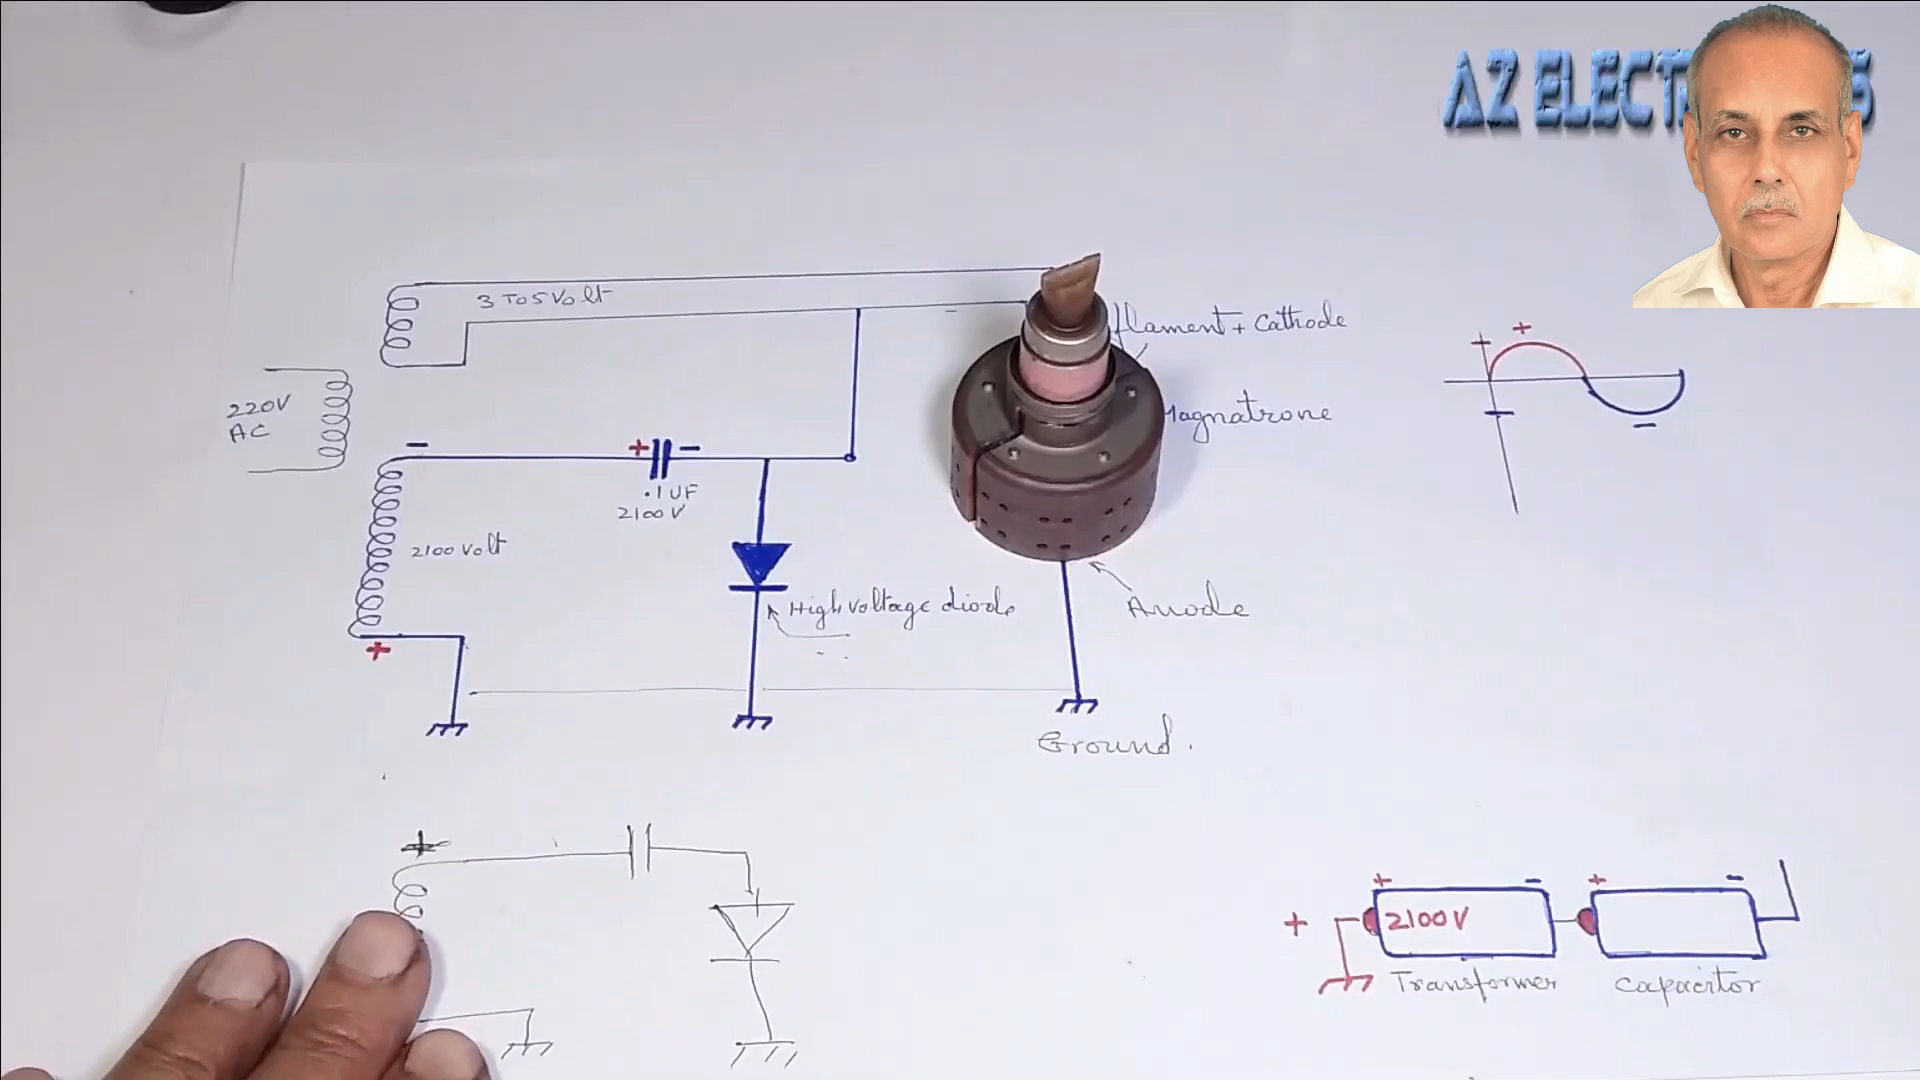 AZ ELECT
3 TO 5 Volt
filament + Cathode
220V
AC
+
-
+
-
.1 UF
2100 V
Magnatrone
+
+
-
-
2100 Volt
High voltage diode
Anode
+
Ground.
+
+
-
+
-
+
2100V
Transformer
Capacitor